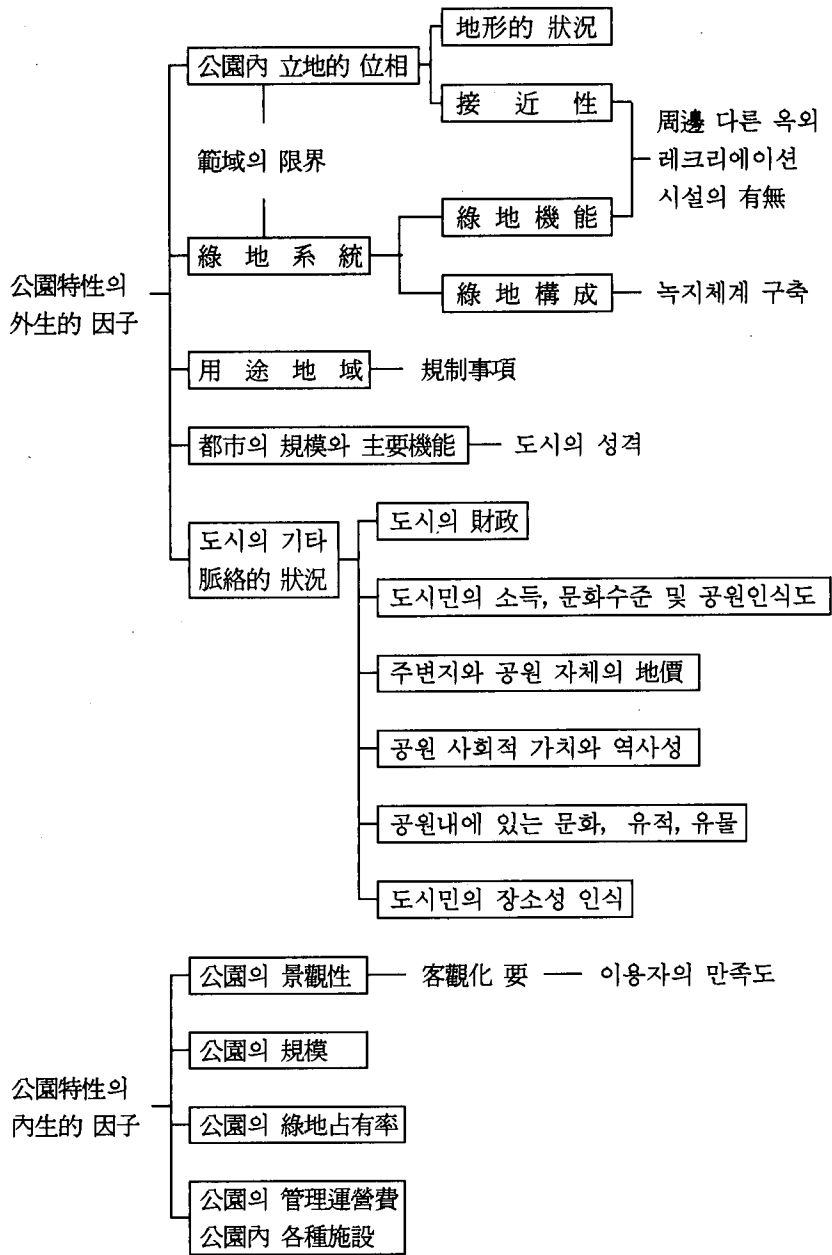 地形的 狀況
公園內 立地的 位相
接近性
周邊 다른 옥외
레크리에이션
시설의 有無
範域의 限界
綠地機能
綠地系統
綠地構成 녹지체계 구축
公園特性의
外生的 因子
用途地域 規制事項
都市의 規模와 主要機能 도시의 성격
도시의 기타
脈絡的 狀況
도시의 財政
도시민의 소득, 문화수준 및 공원인식도
주변지와 공원 자체의 地價
공원 사회적 가치와 역사성
공원내에 있는 문화, 유적, 유물
도시민의 장소성 인식
公園의 景觀性 客觀化 要 이용자의 만족도
公園의 規模
公園特性의
內生的 因子
公園의 綠地占有率
公園의 管理運營費
公園內 各種施設